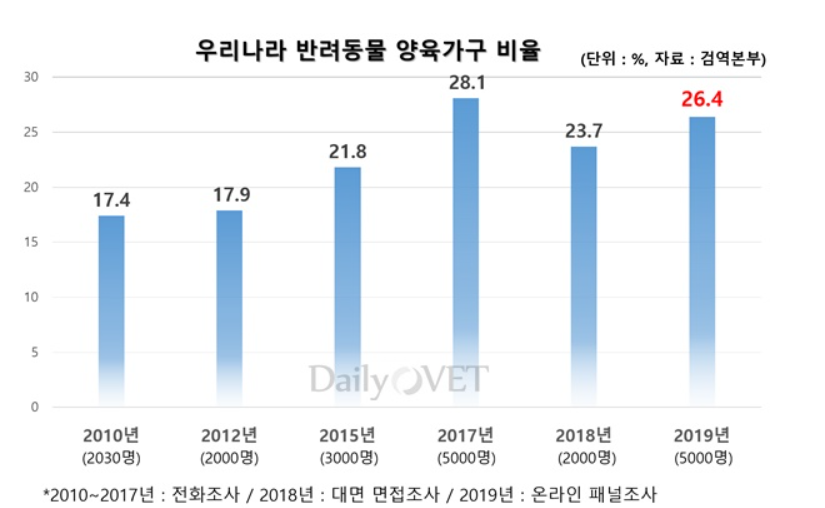 우리나라 반려동물 양육가구 비율
(단위 : %, 자료 : 검역본부)
30
25
20
15
10
5
0
17.4
17.9
21.8
28.1
23.7
26.4
Daily VET
2010년 2012년 2015년 2017년 2018년 2019년
(2030명) (2000명) (3000명) (5000명) (2000명) (5000명)
*2010~2017년 : 전화조사 / 2018년 : 대면 면접조사 / 2019년 : 온라인 패널조사